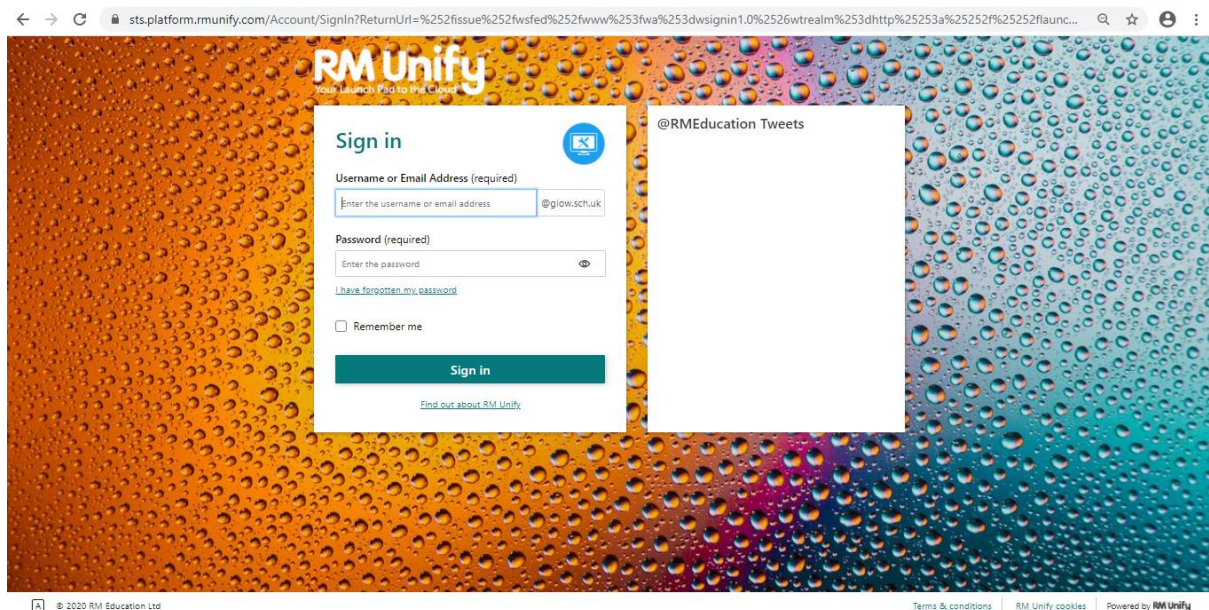 sts.platform.rmunify.com/Account/SignIn?ReturnUrl=%252fissue%252fwsfed%252fwww%253fwa%253dwsignin1.0%2526wtrealm%253dhttp%25253a%25252f%25252flaunc...
RM Unify
Your Launch Pad to the Cloud
Sign in
Username or Email Address (required)
Enter the username or email address @glow.sch.uk
Password (required)
Enter the password
I have forgotten my password
Remember me
Sign in
Find out about RM Unify
@RMEducation Tweets
A © 2020 RM Education Ltd Terms & conditions RM Unify cookies Powered by RM Unify